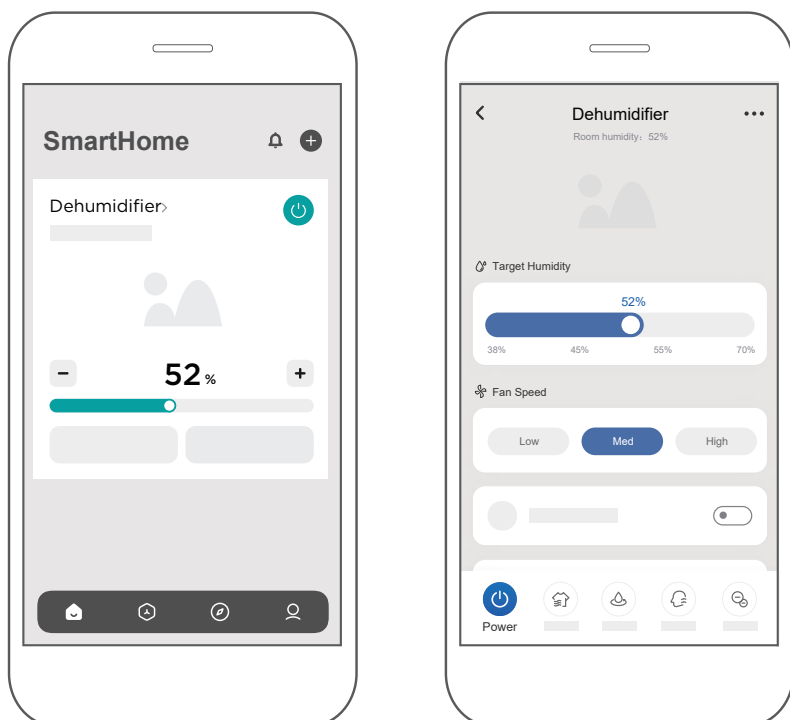 SmartHome
Dehumidifier›
52 %
Dehumidifier
Room humidity: 52%
Target Humidity
52%
38% 45% 55% 70%
Fan Speed
Low Med High
Power